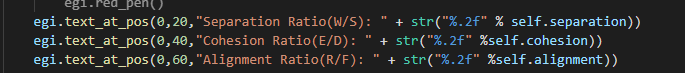 egi.red_pen()
egi.text_at_pos(0,20,"Separation Ratio(W/S): " + str("%.2f" % self.separation))
egi.text_at_pos(0,40,"Cohesion Ratio(E/D): " + str("%.2f" %self.cohesion))
egi.text_at_pos(0,60,"Alignment Ratio(R/F): " + str("%.2f" %self.alignment))